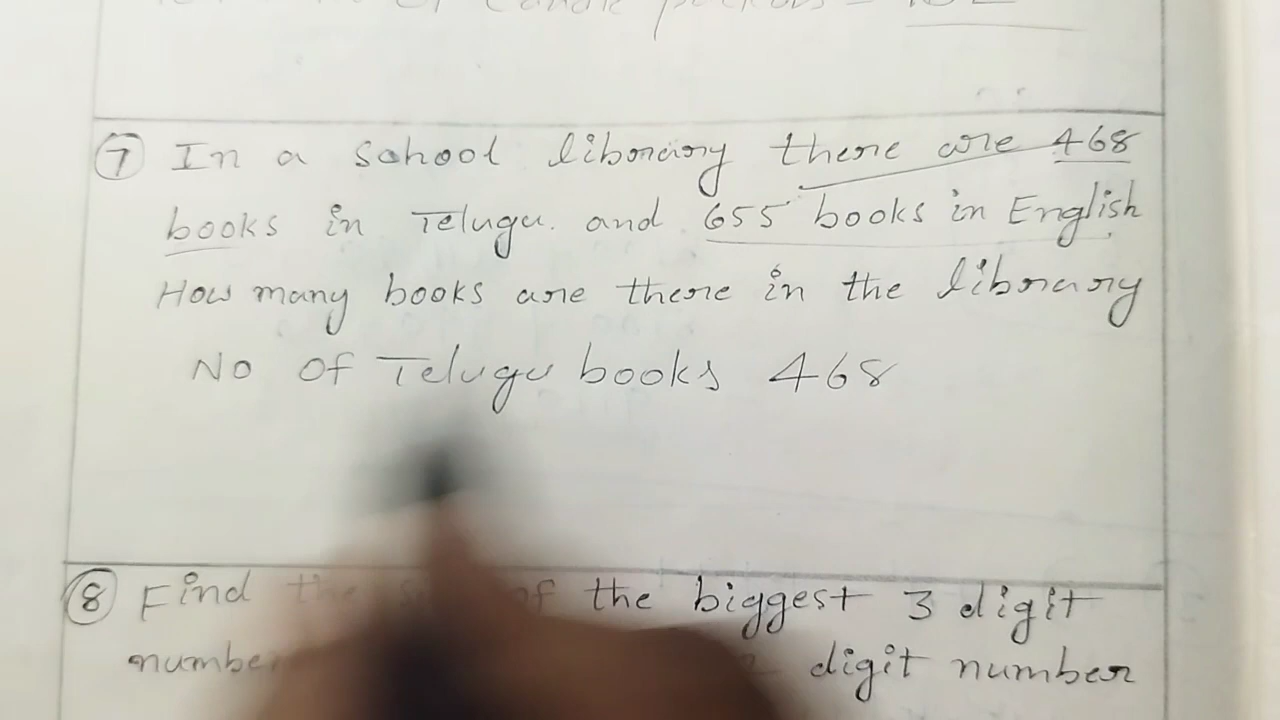 7 In a school library there are 468
books in Telugu. and 655 books in English
How many books are there in the library
No of Telugu books 468
8 Find the of the biggest 3 digit
number digit number